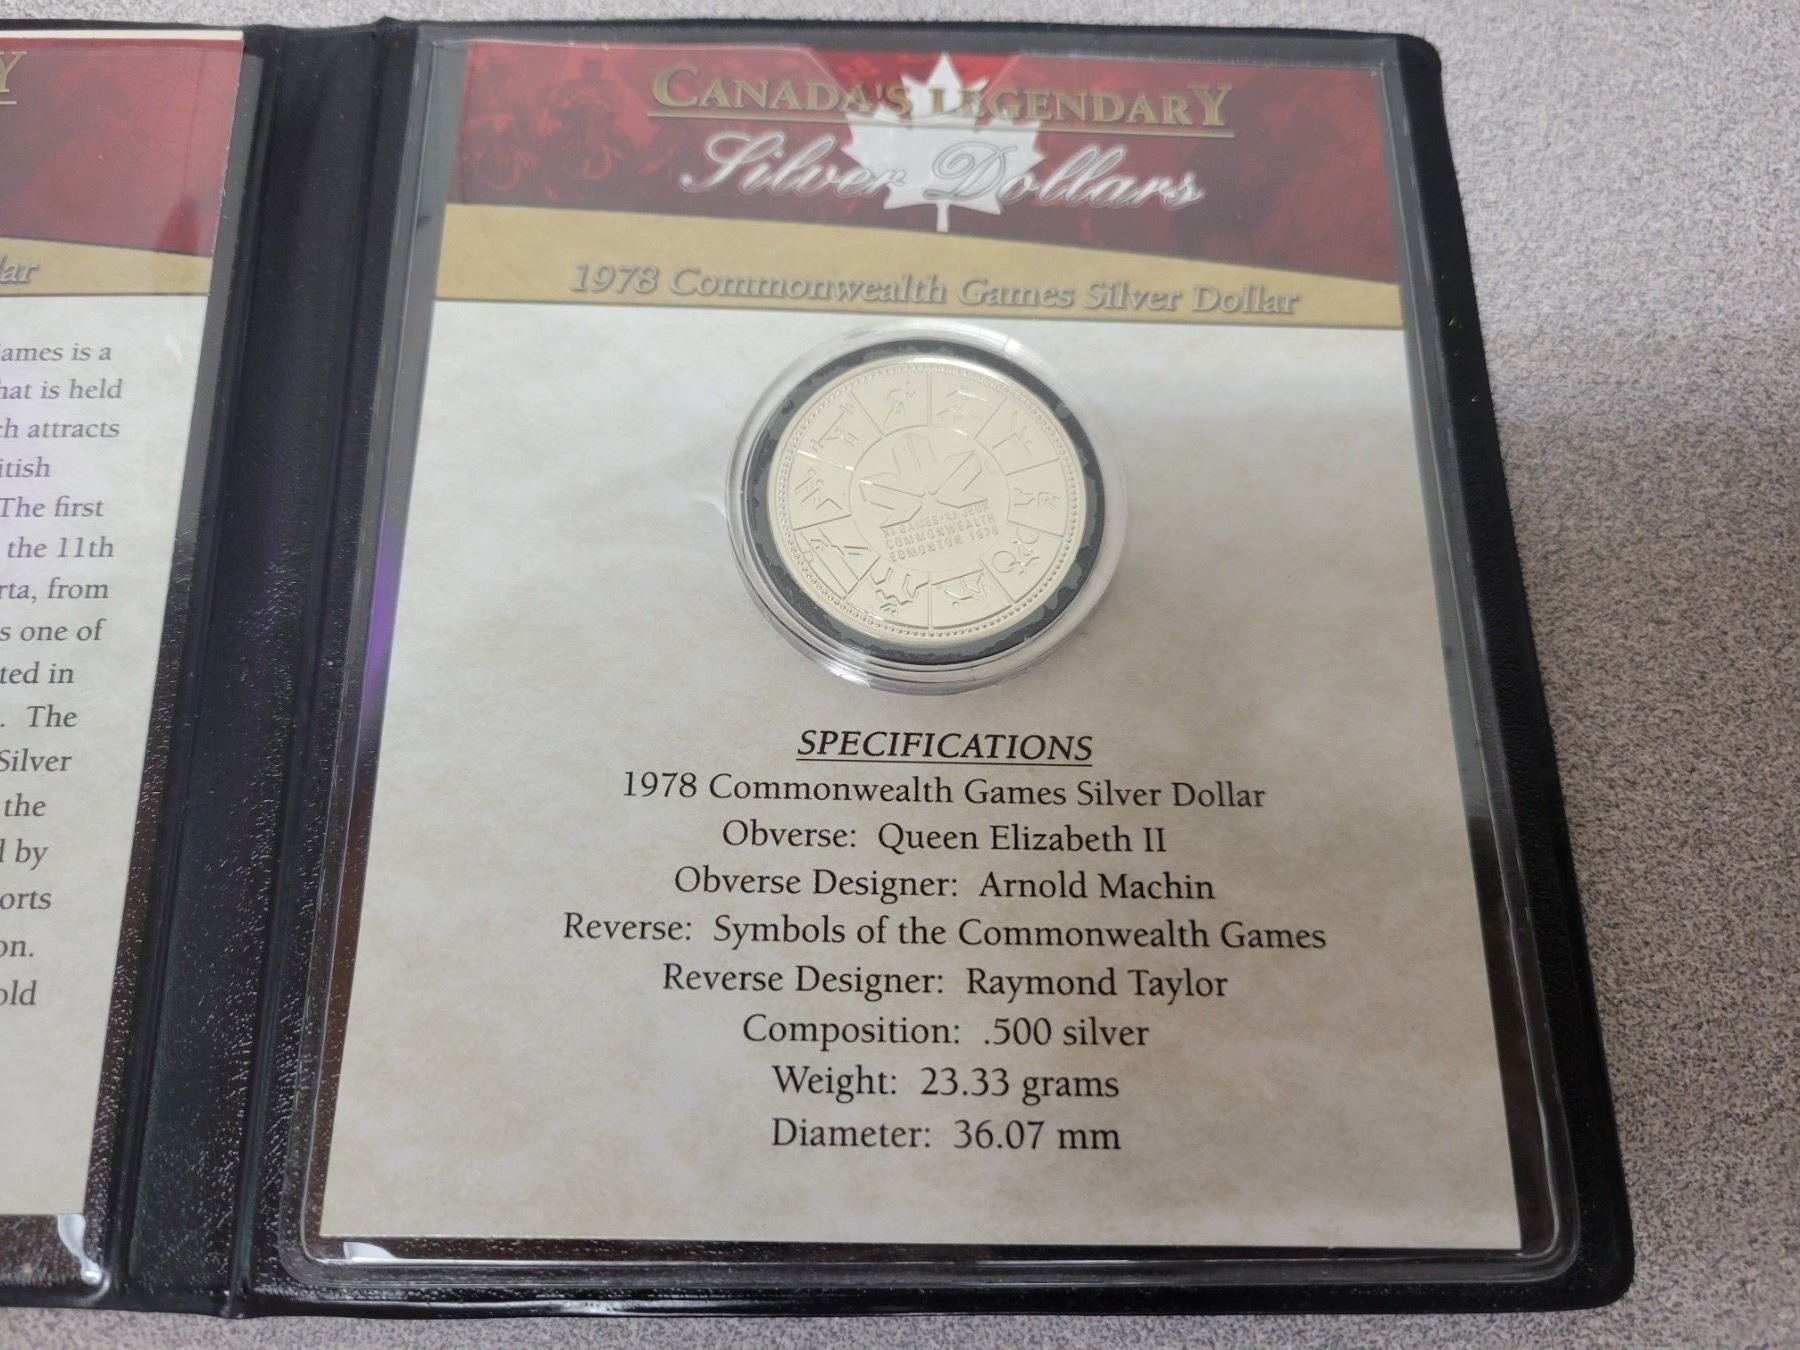 Y
lar
ames is a
hat is held
ch attracts
itish
The first
the 11th
rta, from
s one of
ted in
. The
Silver
the
d by
orts
on.
old
CANADA'S LEGENDARY
Silver Dollars
1978 Commonwealth Games Silver Dollar
XI GAMES•XI JEUX
COMMONWEALTH
EDMONTON 1978
SPECIFICATIONS
1978 Commonwealth Games Silver Dollar
Obverse: Queen Elizabeth II
Obverse Designer: Arnold Machin
Reverse: Symbols of the Commonwealth Games
Reverse Designer: Raymond Taylor
Composition: .500 silver
Weight: 23.33 grams
Diameter: 36.07 mm